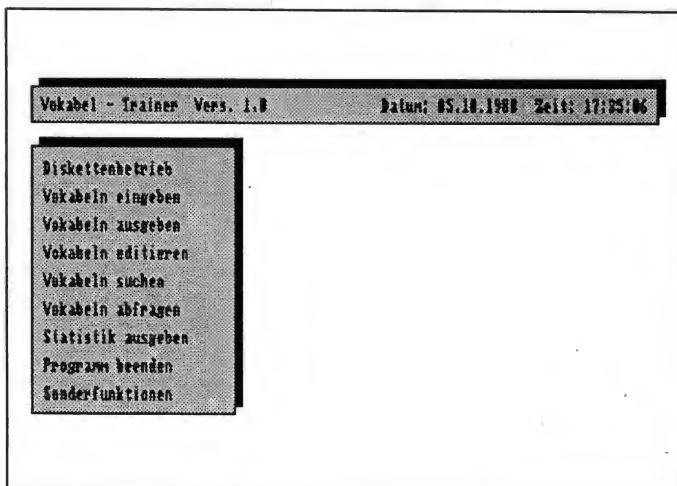 Vokabel - Trainer Vers. 1.0 Datum: 05.10.1988 Zeit: 17:35:06
Diskettenbetrieb
Vokabeln eingeben
Vokabeln ausgeben
Vokabeln editieren
Vokabeln suchen
Vokabeln abfragen
Statistik ausgeben
Programm beenden
Sonderfunktionen